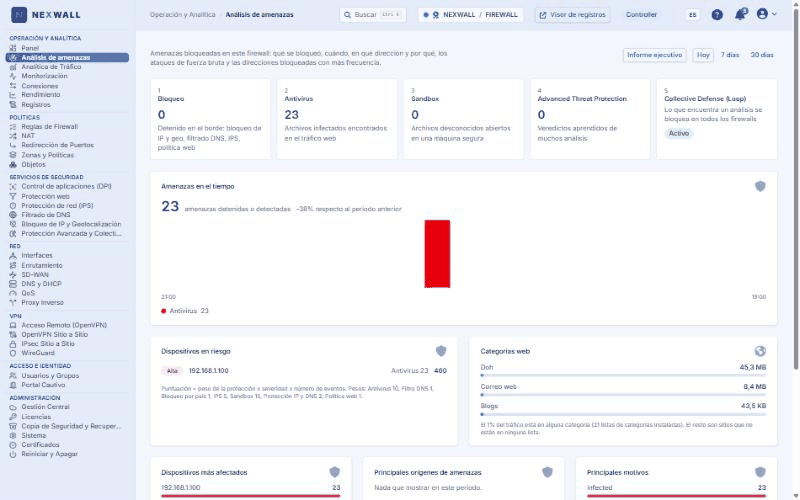 NEXWALL
Operación y Analítica › Análisis de amenazas
Buscar Ctrl K
NEXWALL / FIREWALL
Visor de registros
Controller
ES
OPERACIÓN Y ANALÍTICA
Panel
Análisis de amenazas
Analítica de Tráfico
Monitorización
Conexiones
Rendimiento
Registros
POLÍTICAS
Reglas de Firewall
NAT
Redirección de Puertos
Zonas y Políticas
Objetos
SERVICIOS DE SEGURIDAD
Control de aplicaciones (DPI)
Protección web
Protección de red (IPS)
Filtrado de DNS
Bloqueo de IP y Geolocalización
Protección Avanzada y Colecti...
RED
Interfaces
Enrutamiento
SD-WAN
DNS y DHCP
QoS
Proxy Inverso
VPN
Acceso Remoto (OpenVPN)
OpenVPN Sitio a Sitio
IPsec Sitio a Sitio
WireGuard
ACCESO E IDENTIDAD
Usuarios y Grupos
Portal Cautivo
ADMINISTRACIÓN
Gestión Central
Licencias
Copia de Seguridad y Recuper...
Sistema
Certificados
Reiniciar y Apagar
Amenazas bloqueadas en este firewall: qué se bloqueó, cuándo, en qué dirección y por qué, los
ataques de fuerza bruta y las direcciones bloqueadas con más frecuencia.
Informe ejecutivo
Hoy
7 días
30 días
1
Bloqueo
0
Detenido en el borde: bloqueo de
IP y geo, filtrado DNS, IPS,
política web
2
Antivirus
23
Archivos infectados encontrados
en el tráfico web
3
Sandbox
0
Archivos desconocidos abiertos
en una máquina segura
4
Advanced Threat Protection
0
Veredictos aprendidos de
muchos análisis
5
Collective Defense (Loop)
Lo que encuentra un análisis se
bloquea en todos los firewalls
Activo
Amenazas en el tiempo
23 amenazas detenidas o detectadas -38% respecto al período anterior
21:00
19:00
Antivirus 23
Dispositivos en riesgo
Alta 192.168.1.100 Antivirus 23 460
Puntuación = peso de la protección x severidad x número de eventos. Pesos: Antivirus 10, Filtro DNS 1,
Bloqueo por país 1, IPS 5, Sandbox 15, Protección IP y DNS 2, Política web 1.
Categorías web
Doh 45,3 MB
Correo web 8,4 MB
Blogs 43,5 KB
El 1% del tráfico está en alguna categoría (21 listas de categorías instaladas). El resto son sitios que no
están en ninguna lista.
Dispositivos más afectados
192.168.1.100 23
Principales orígenes de amenazas
Nada que mostrar en este período.
Principales motivos
infected 23